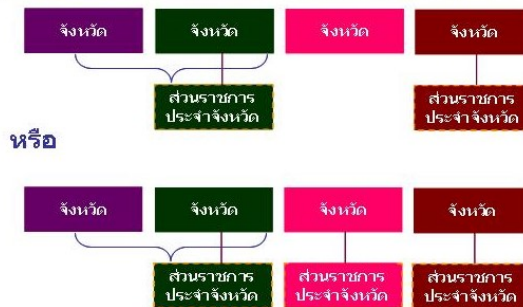 จังหวัด จังหวัด จังหวัด จังหวัด
ส่วนราชการ ส่วนราชการ
ประจำจังหวัด ประจำจังหวัด
หรือ
จังหวัด จังหวัด จังหวัด จังหวัด
ส่วนราชการ ส่วนราชการ ส่วนราชการ
ประจำจังหวัด ประจำจังหวัด ประจำจังหวัด